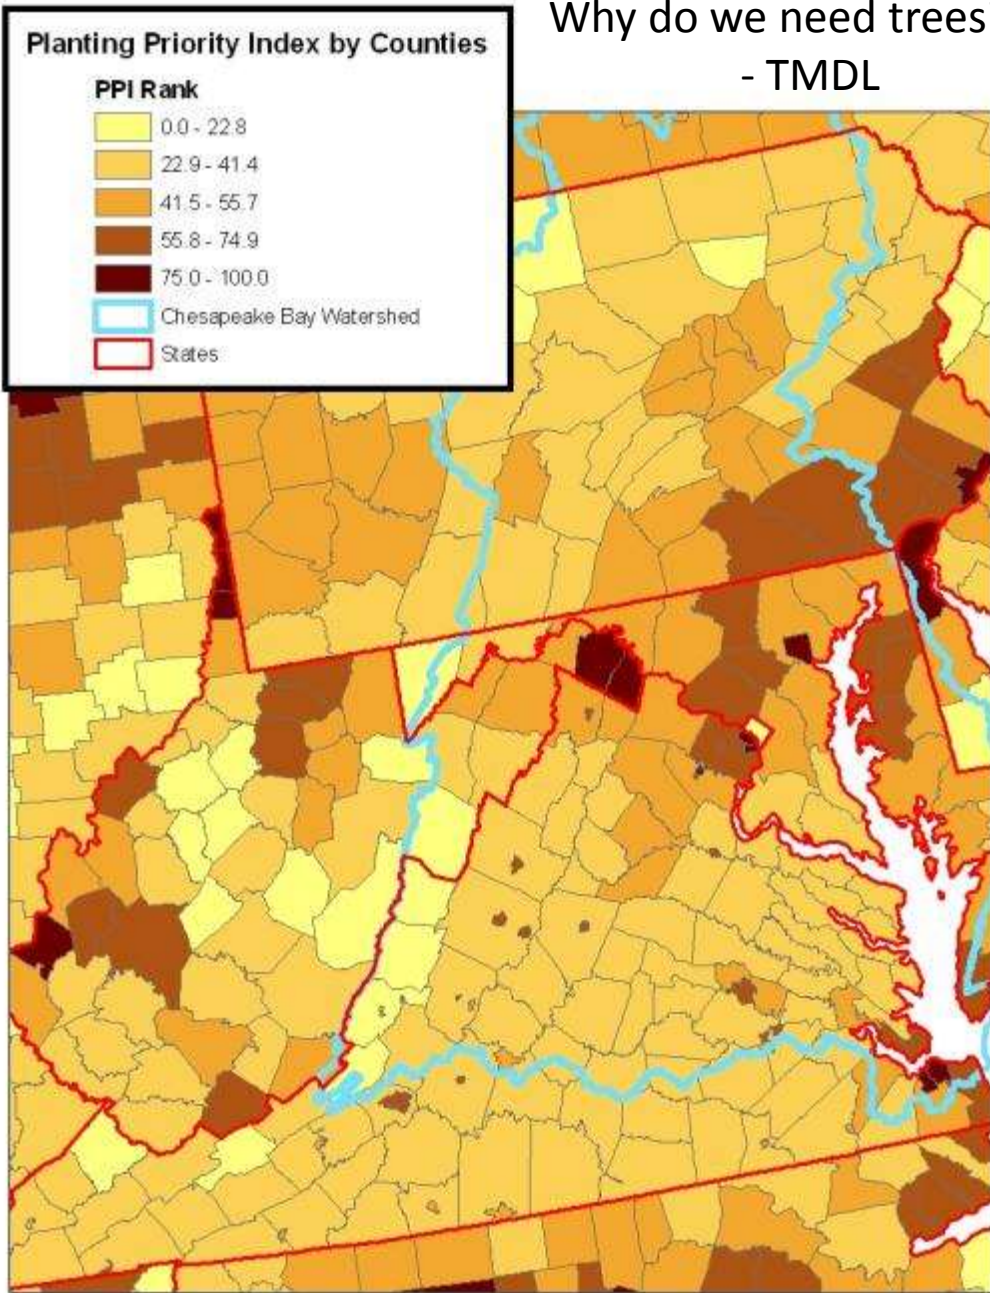 Why do we need trees
- TMDL
Planting Priority Index by Counties
PPI Rank
0.0 - 22.8
22.9 - 41.4
41.5 - 55.7
55.8 - 74.9
75.0 - 100.0
Chesapeake Bay Watershed
States